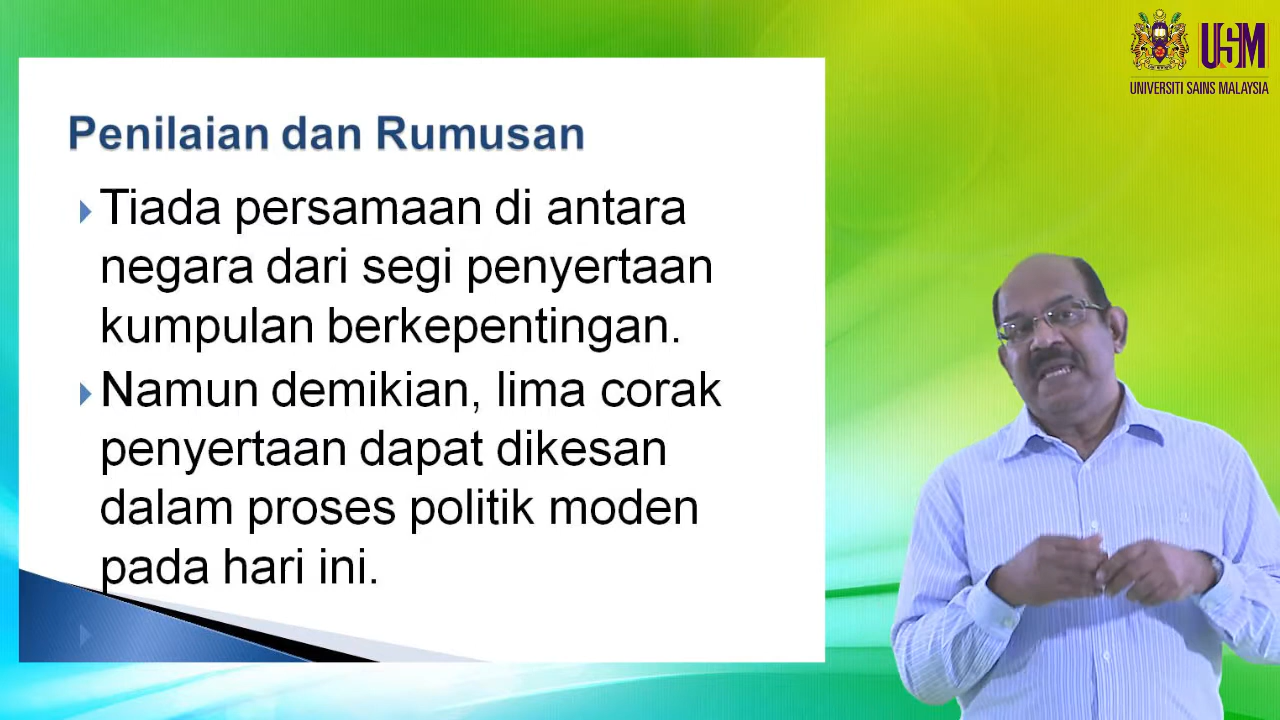 USM
UNIVERSITI SAINS MALAYSIA
Penilaian dan Rumusan
Tiada persamaan di antara
negara dari segi penyertaan
kumpulan berkepentingan.
Namun demikian, lima corak
penyertaan dapat dikesan
dalam proses politik moden
pada hari ini.